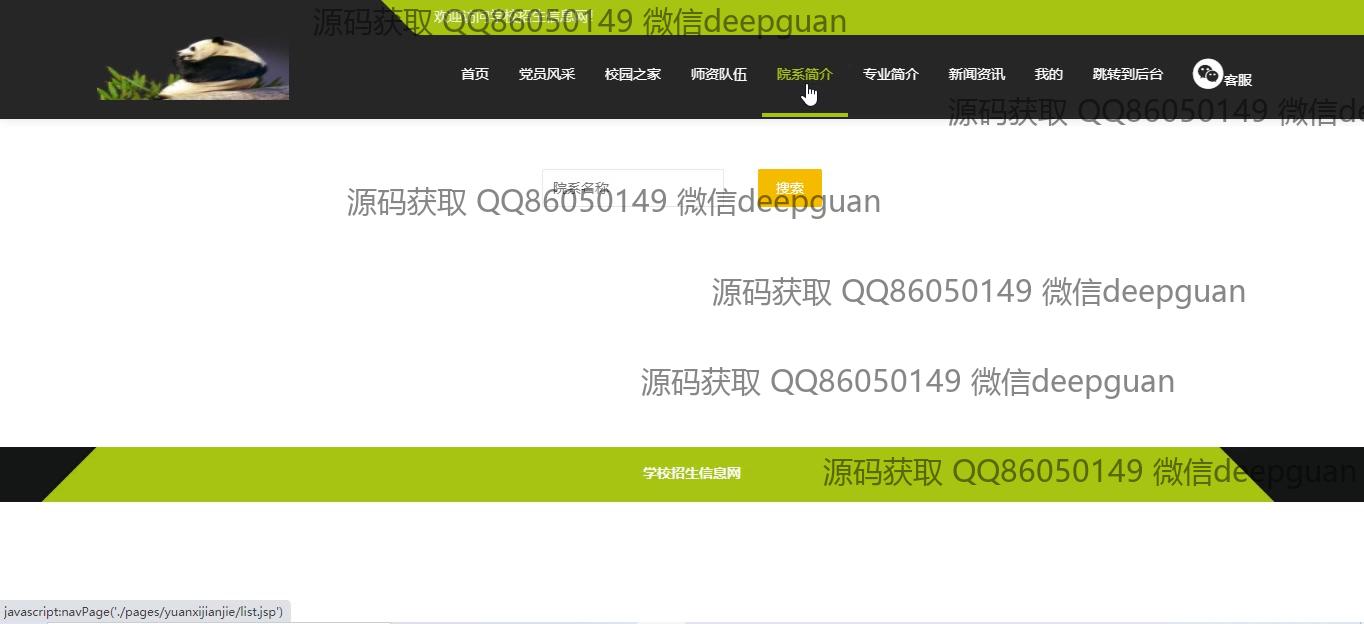 欢迎访问学校招生信息网!
源码获取 QQ86050149 微信deepguan
首页 党员风采 校园之家 师资队伍 院系简介 专业简介 新闻资讯 我的 跳转到后台 客服
源码获取 QQ86050149 微信de
院系名称 搜索
源码获取 QQ86050149 微信deepguan
源码获取 QQ86050149 微信deepguan
源码获取 QQ86050149 微信deepguan
学校招生信息网
源码获取 QQ86050149 微信deepguan
javascript:navPage('./pages/yuanxijianjie/list.jsp')